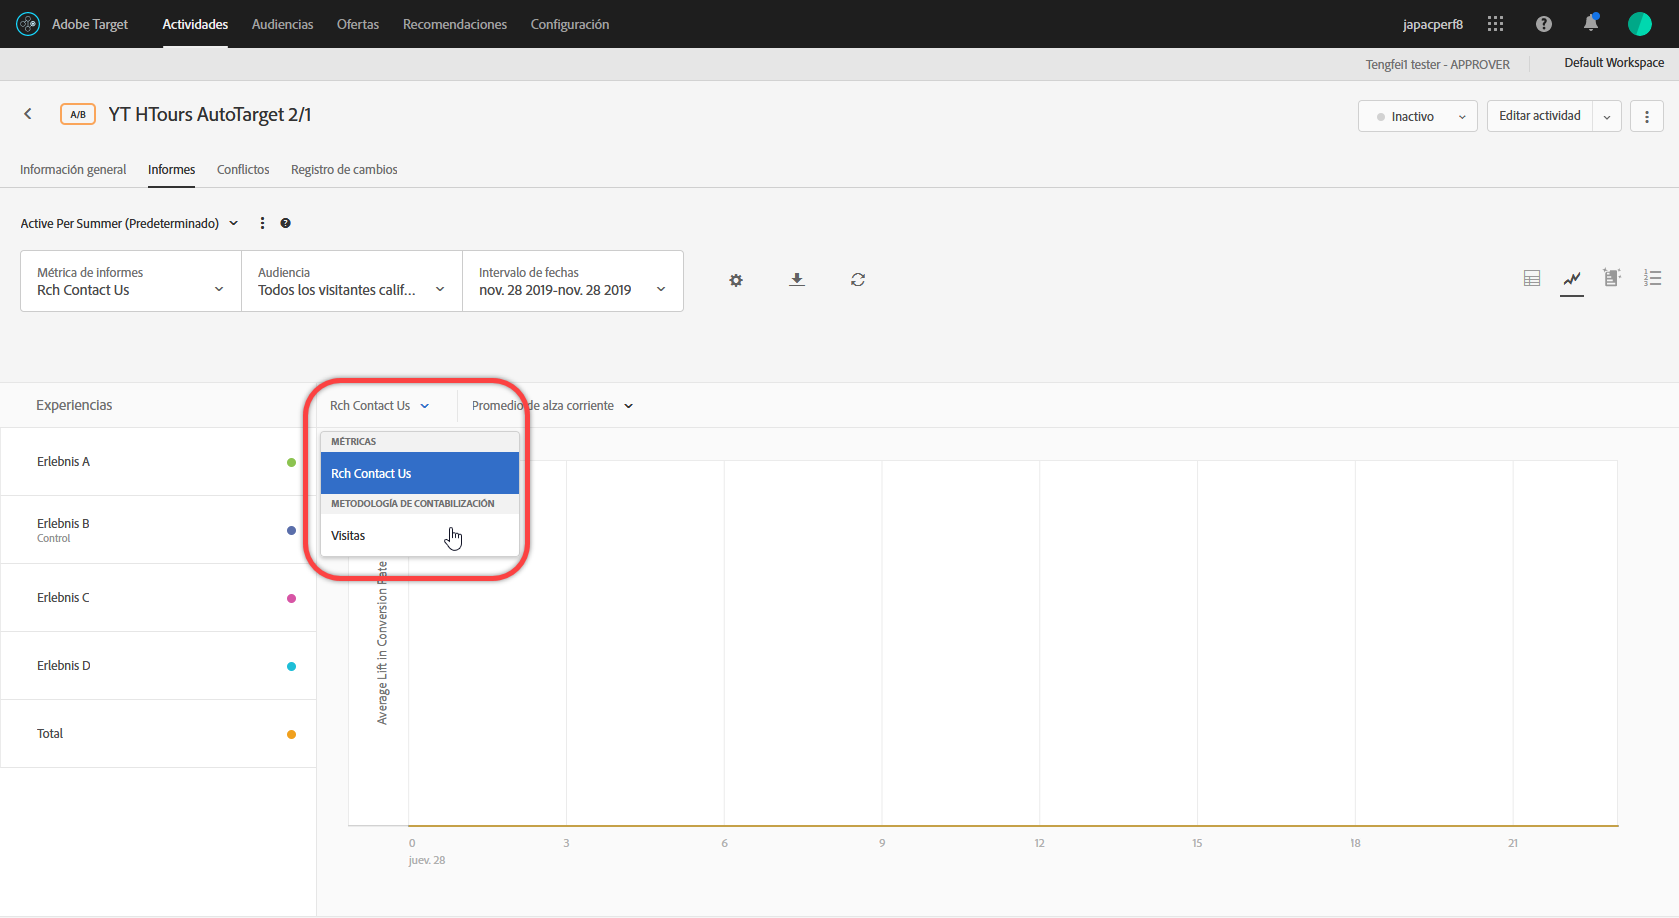 Adobe Target
Actividades
Audiencias
Ofertas
Recomendaciones
Configuración
japacperf8
Tengfei1 tester - APPROVER
Default Workspace
A/B
YT HTours AutoTarget 2/1
Inactivo
Editar actividad
Información general
Informes
Conflictos
Registro de cambios
Active Per Summer (Predeterminado)
Métrica de informes
Rch Contact Us
Audiencia
Todos los visitantes calif...
Intervalo de fechas
nov. 28 2019-nov. 28 2019
Experiencias
Rch Contact Us
Promedio de alza corriente
MÉTRICAS
Rch Contact Us
METODOLOGÍA DE CONTABILIZACIÓN
Visitas
Erlebnis A
Erlebnis B
Control
Erlebnis C
Erlebnis D
Total
Average Lift in Conversion Rate
0
3
6
9
12
15
18
21
juev. 28